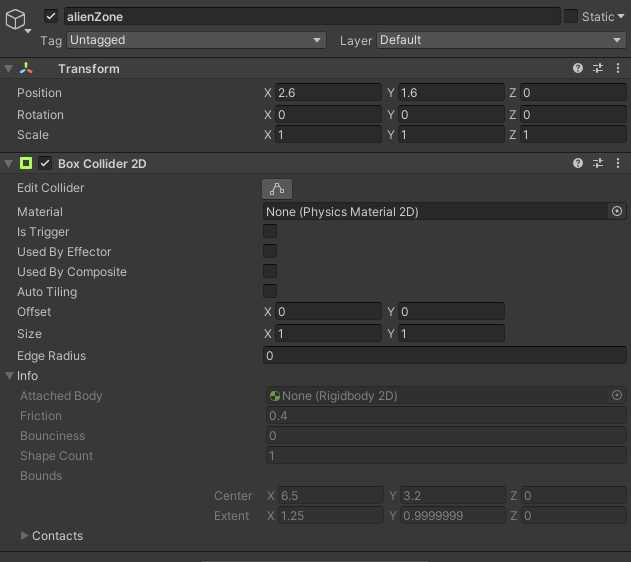 alienZone Static
Tag Untagged Layer Default
Transform
Position X 2.6 Y 1.6 Z 0
Rotation X 0 Y 0 Z 0
Scale X 1 Y 1 Z 1
Box Collider 2D
Edit Collider
Material None (Physics Material 2D)
Is Trigger
Used By Effector
Used By Composite
Auto Tiling
Offset X 0 Y 0
Size X 1 Y 1
Edge Radius 0
Info
Attached Body None (Rigidbody 2D)
Friction 0.4
Bounciness 0
Shape Count 1
Bounds
Center X 6.5 Y 3.2 Z 0
Extent X 1.25 Y 0.9999999 Z 0
Contacts